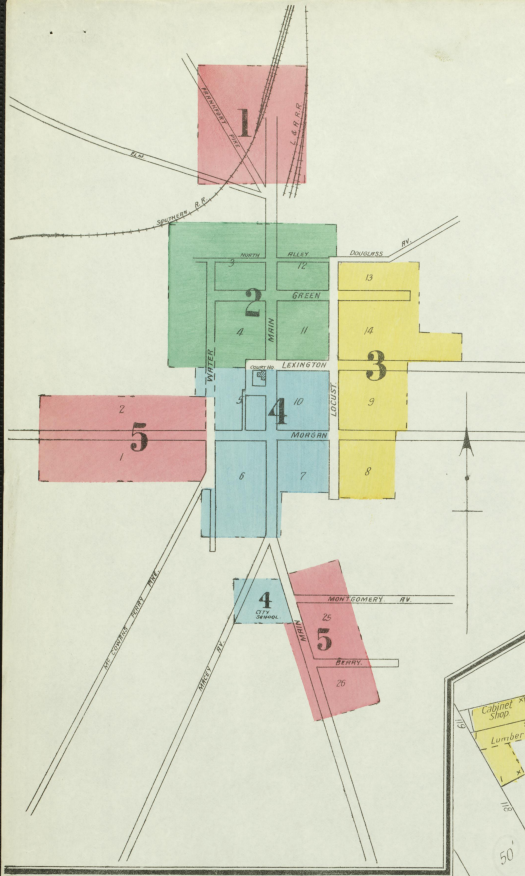 1
FRANKFORT PIKE
L & A R.R.
ELM
SOUTHERN R.R.
2
NORTH ALLEY
DOUGLASS AV.
3
12
13
GREEN
MAIN
4
11
14
WATER
LEXINGTON
COURT HO.
3
5
4
10
LOCUST
9
2
5
1
MORGAN
6
7
8
4
CITY SCHOOL
MONTGOMERY AV.
25
MAIN
5
BERRY
26
MACEY AV
Cabinet
Shop
Lumber
119
118
50'